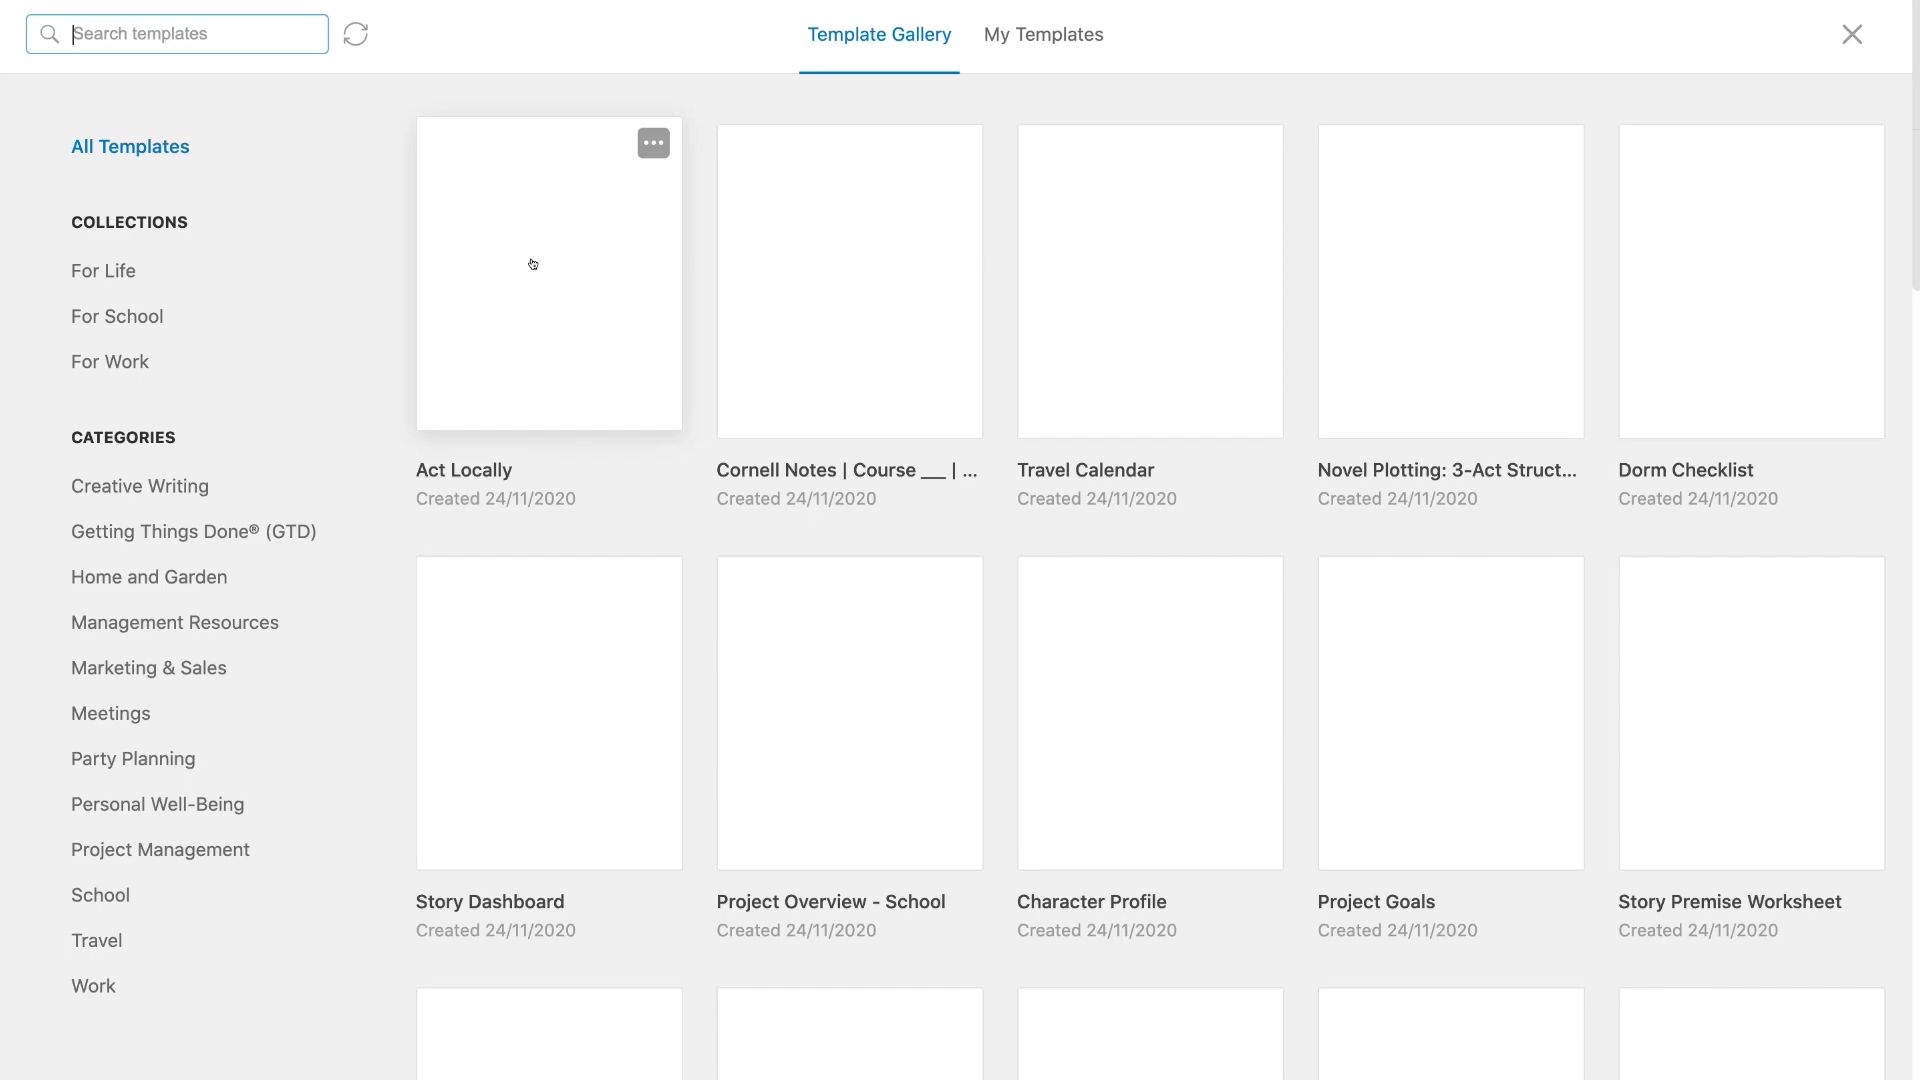 Search templates
Template Gallery
My Templates
All Templates
COLLECTIONS
For Life
For School
For Work
CATEGORIES
Creative Writing
Getting Things Done® (GTD)
Home and Garden
Management Resources
Marketing & Sales
Meetings
Party Planning
Personal Well-Being
Project Management
School
Travel
Work
Act Locally
Created 24/11/2020
Cornell Notes | Course ___ | ...
Created 24/11/2020
Travel Calendar
Created 24/11/2020
Novel Plotting: 3-Act Struct...
Created 24/11/2020
Dorm Checklist
Created 24/11/2020
Story Dashboard
Created 24/11/2020
Project Overview - School
Created 24/11/2020
Character Profile
Created 24/11/2020
Project Goals
Created 24/11/2020
Story Premise Worksheet
Created 24/11/2020